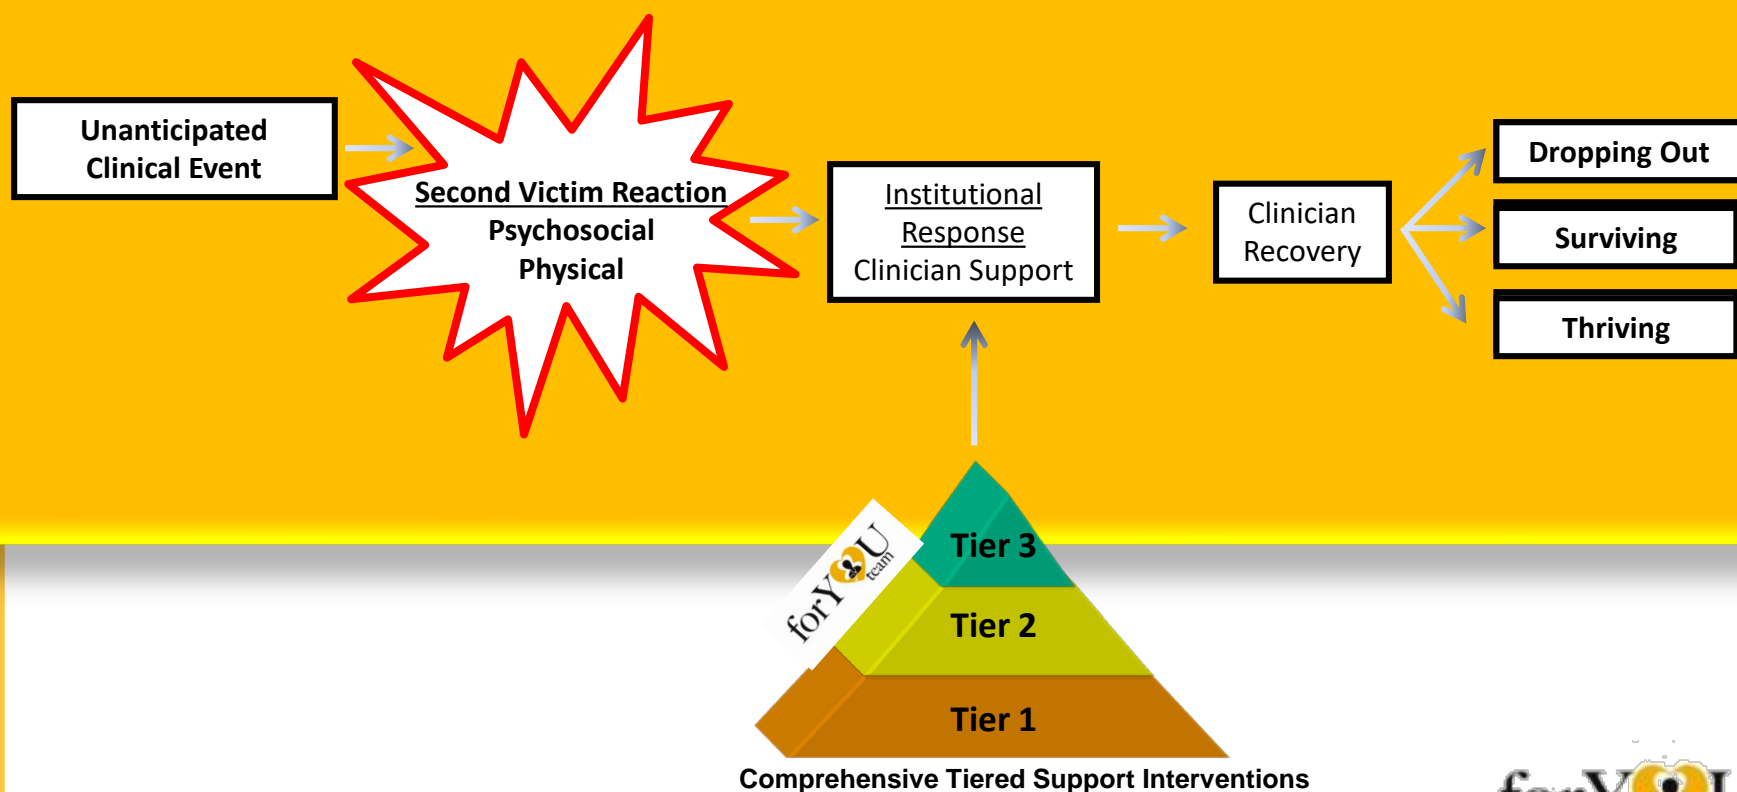 Unanticipated
Clinical Event
Second Victim Reaction
Psychosocial
Physical
Institutional
Response
Clinician Support
Clinician
Recovery
Dropping Out
Surviving
Thriving
forYOU
team
Tier 3
Tier 2
Tier 1
Comprehensive Tiered Support Interventions
forYOU